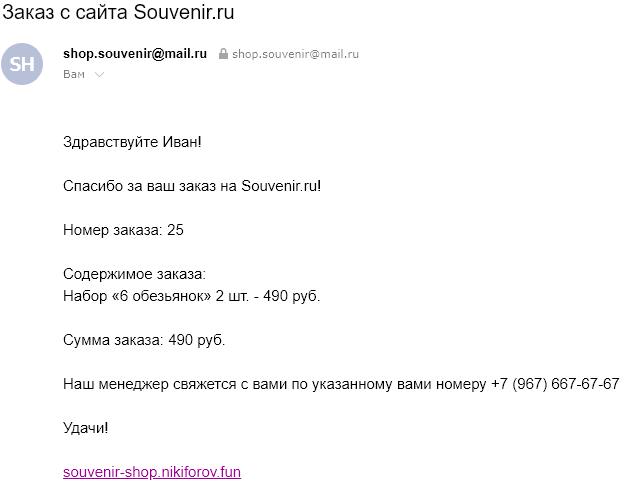 Заказ с сайта Souvenir.ru
SH
shop.souvenir@mail.ru shop.souvenir@mail.ru
Вам
Здравствуйте Иван!
Спасибо за ваш заказ на Souvenir.ru!
Номер заказа: 25
Содержимое заказа:
Набор «6 обезьянок» 2 шт. - 490 руб.
Сумма заказа: 490 руб.
Наш менеджер свяжется с вами по указанному вами номеру +7 (967) 667-67-67
Удачи!
souvenir-shop.nikiforov.fun